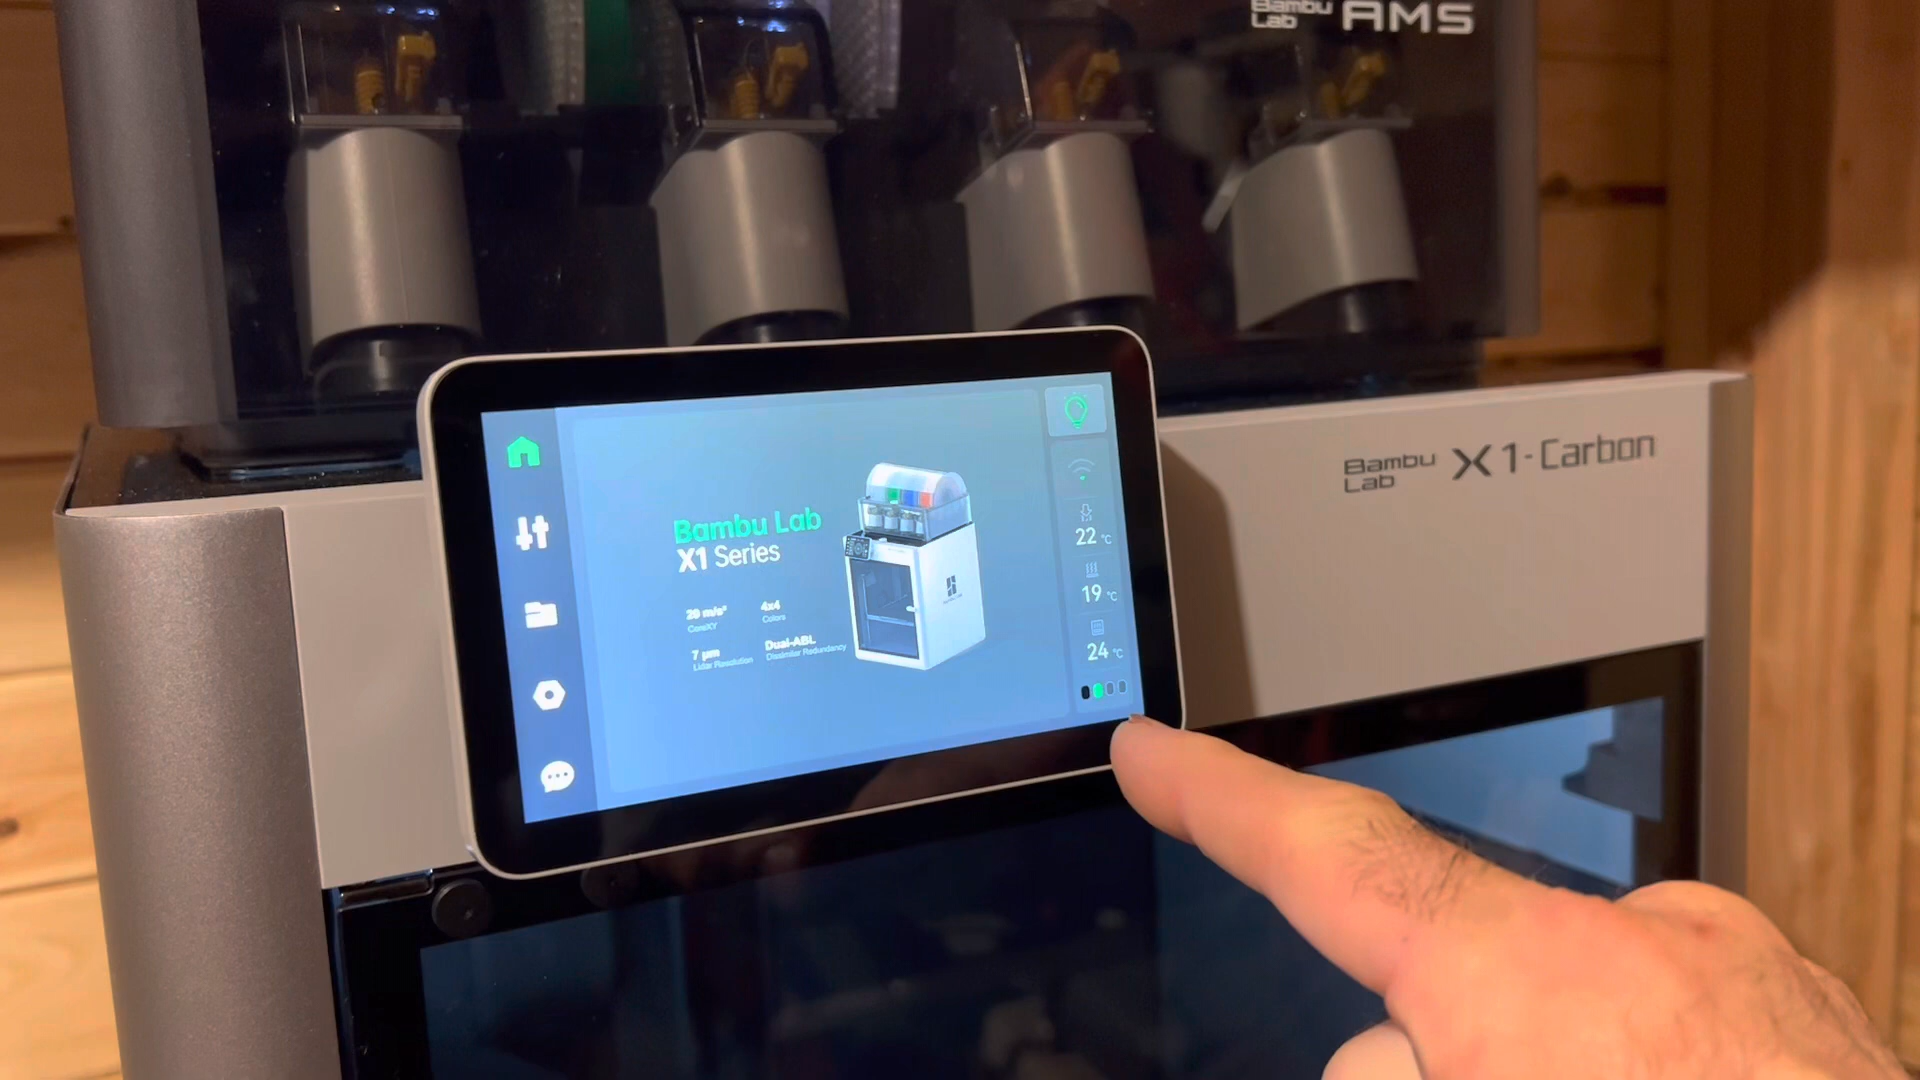 Bambu Lab AMS
Bambu Lab X1-Carbon
Bambu Lab
X1 Series
20 m/s²
CoreXY
4x4
Colors
7 μm
Lidar Resolution
Dual-ABL
Dissimilar Redundancy
22 °C
19 °C
24 °C